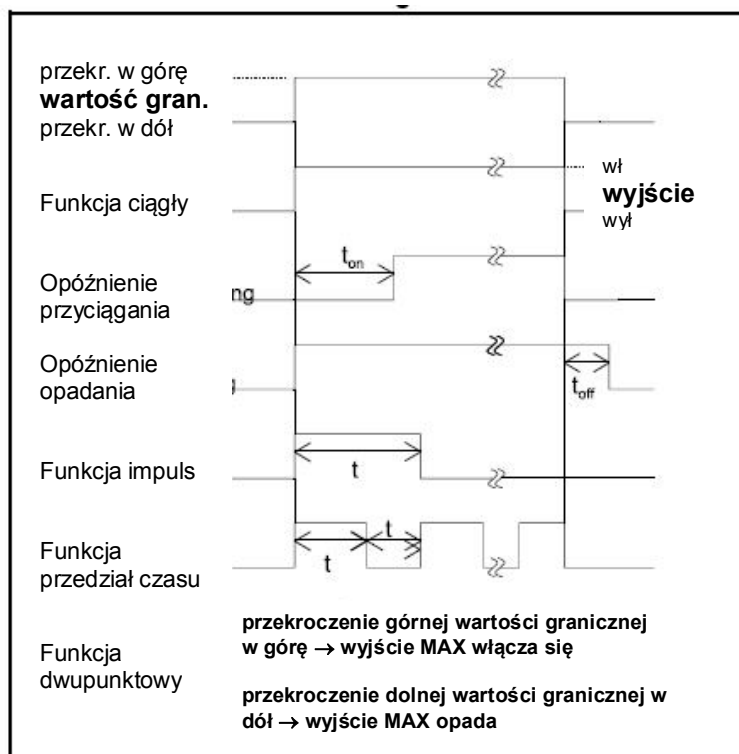 przekr. w górę
wartość gran.
przekr. w dół
wł
wyjście
wył
Funkcja ciągły
t_on
Opóźnienie
przyciągania
ng
Opóźnienie
opadania
t_off
Funkcja impuls
t
Funkcja
przedział czasu
t
t
Funkcja
dwupunktowy
przekroczenie górnej wartości granicznej
w górę → wyjście MAX włącza się
przekroczenie dolnej wartości granicznej w
dół → wyjście MAX opada